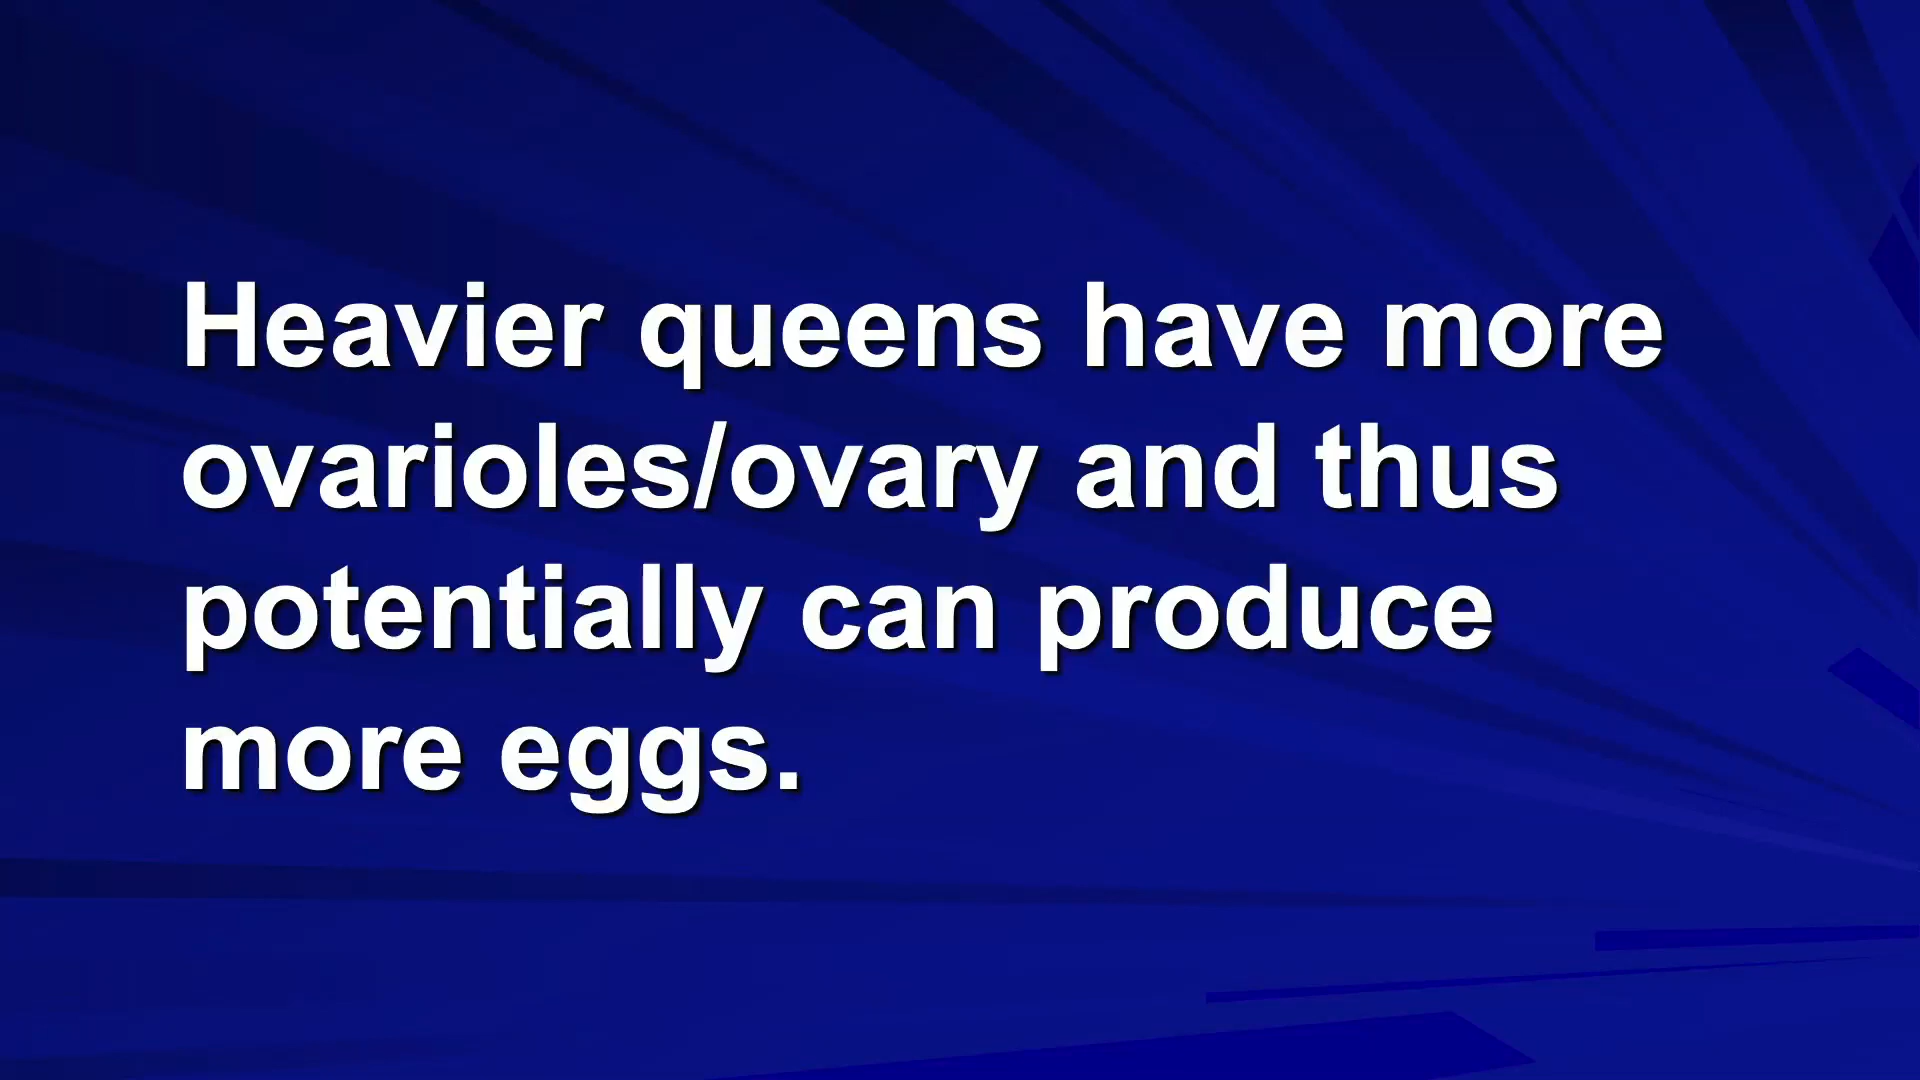 Heavier queens have more
ovarioles/ovary and thus
potentially can produce
more eggs.